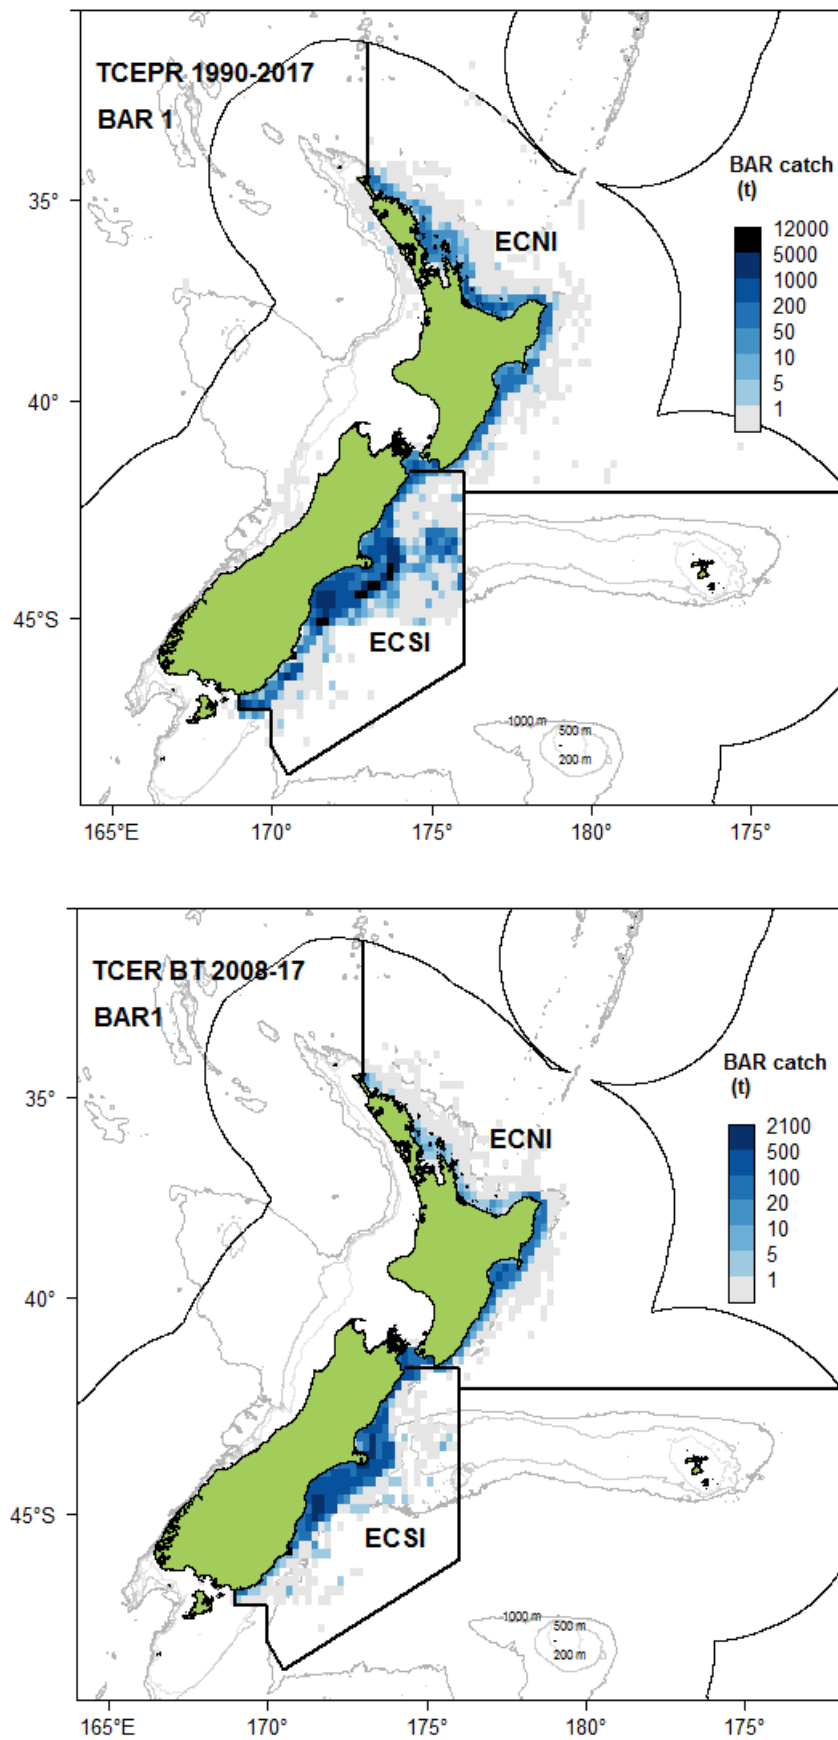 TCEPR 1990-2017
BAR 1
BAR catch
(t)
35°
ECNI
12000
5000
1000
200
50
10
5
1
40°
45°S
ECSI
1000 m
500 m
200 m
165°E 170° 175° 180° 175°
TCER BT 2008-17
BAR1
BAR catch
(t)
35°
ECNI
2100
500
100
20
10
5
1
40°
45°S
ECSI
1000 m
500 m
200 m
165°E 170° 175° 180° 175°